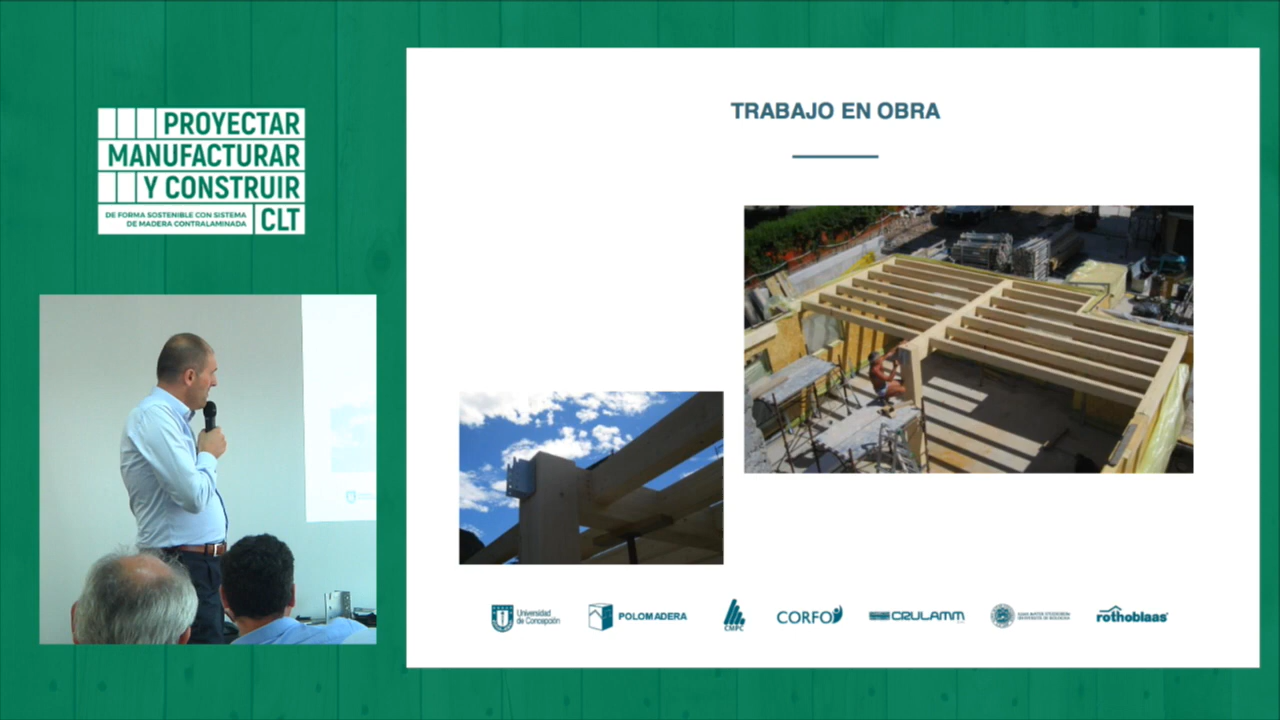 PROYECTAR
MANUFACTURAR
Y CONSTRUIR
DE FORMA SOSTENIBLE CON SISTEMA
DE MADERA CONTRALAMINADA
CLT
TRABAJO EN OBRA
Universidad
de Concepción
POLOMADERA
CMPC
CORFO
CRULAMM
rothoblaas